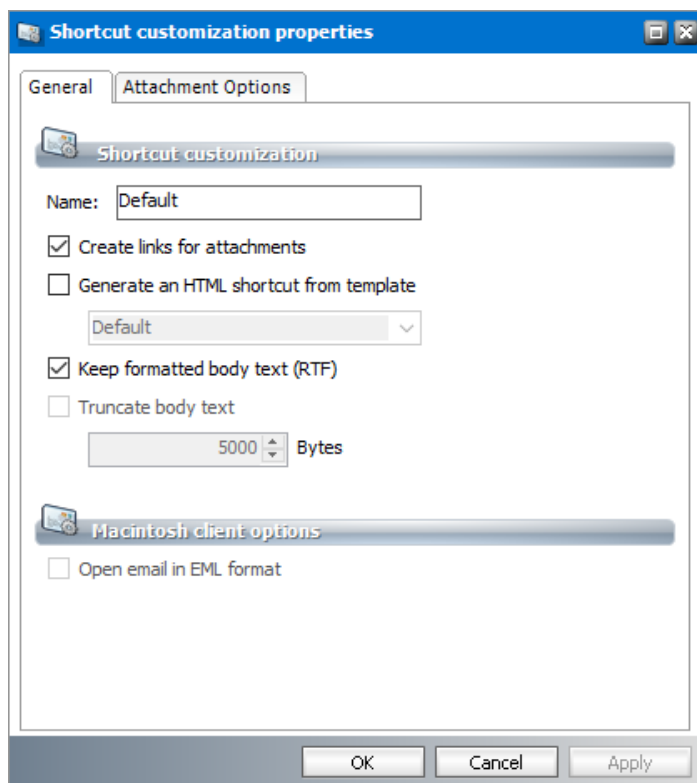 Shortcut customization properties
General Attachment Options
Shortcut customization
Name: Default
Create links for attachments
Generate an HTML shortcut from template
Default
Keep formatted body text (RTF)
Truncate body text
5000 Bytes
Macintosh client options
Open email in EML format
OK Cancel Apply